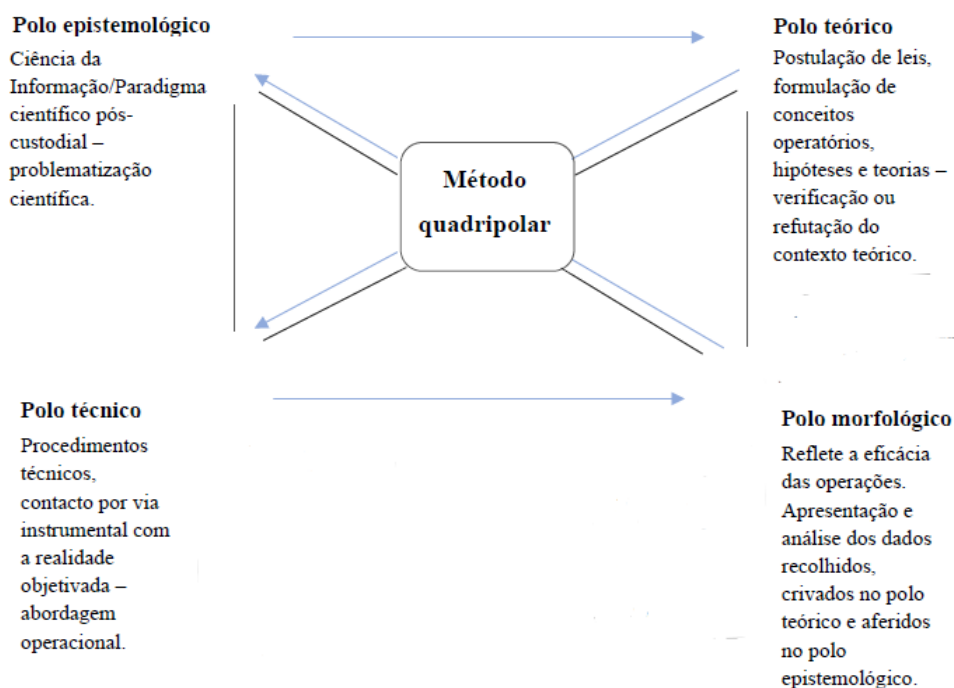 Polo epistemológico
Ciência da
Informação/Paradigma
científico pós-
custodial –
problematização
científica.
Polo teórico
Postulação de leis,
formulação de
conceitos
operatórios,
hipóteses e teorias –
verificação ou
refutação do
contexto teórico.
Método
quadripolar
Polo técnico
Procedimentos
técnicos,
contacto por via
instrumental com
a realidade
objetivada –
abordagem
operacional.
Polo morfológico
Reflete a eficácia
das operações.
Apresentação e
análise dos dados
recolhidos,
crivados no polo
teórico e aferidos
no polo
epistemológico.